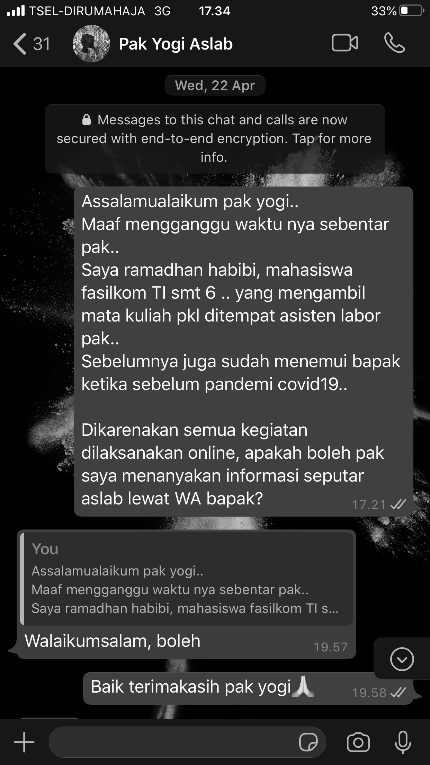 TSEL-DIRUMAHAJA 3G 17.34 33%
31 Pak Yogi Aslab
Wed, 22 Apr
Messages to this chat and calls are now
secured with end-to-end encryption. Tap for more
info.
Assalamualaikum pak yogi..
Maaf mengganggu waktu nya sebentar
pak..
Saya ramadhan habibi, mahasiswa
fasilkom TI smt 6 .. yang mengambil
mata kuliah pkl ditempat asisten labor
pak..
Sebelumnya juga sudah menemui bapak
ketika sebelum pandemi covid19..
Dikarenakan semua kegiatan
dilaksanakan online, apakah boleh pak
saya menanyakan informasi seputar
aslab lewat WA bapak?
17.21
You
Assalamualaikum pak yogi..
Maaf mengganggu waktu nya sebentar pak..
Saya ramadhan habibi, mahasiswa fasilkom TI s...
Walaikumsalam, boleh
19.57
Baik terimakasih pak yogi🙏
19.58